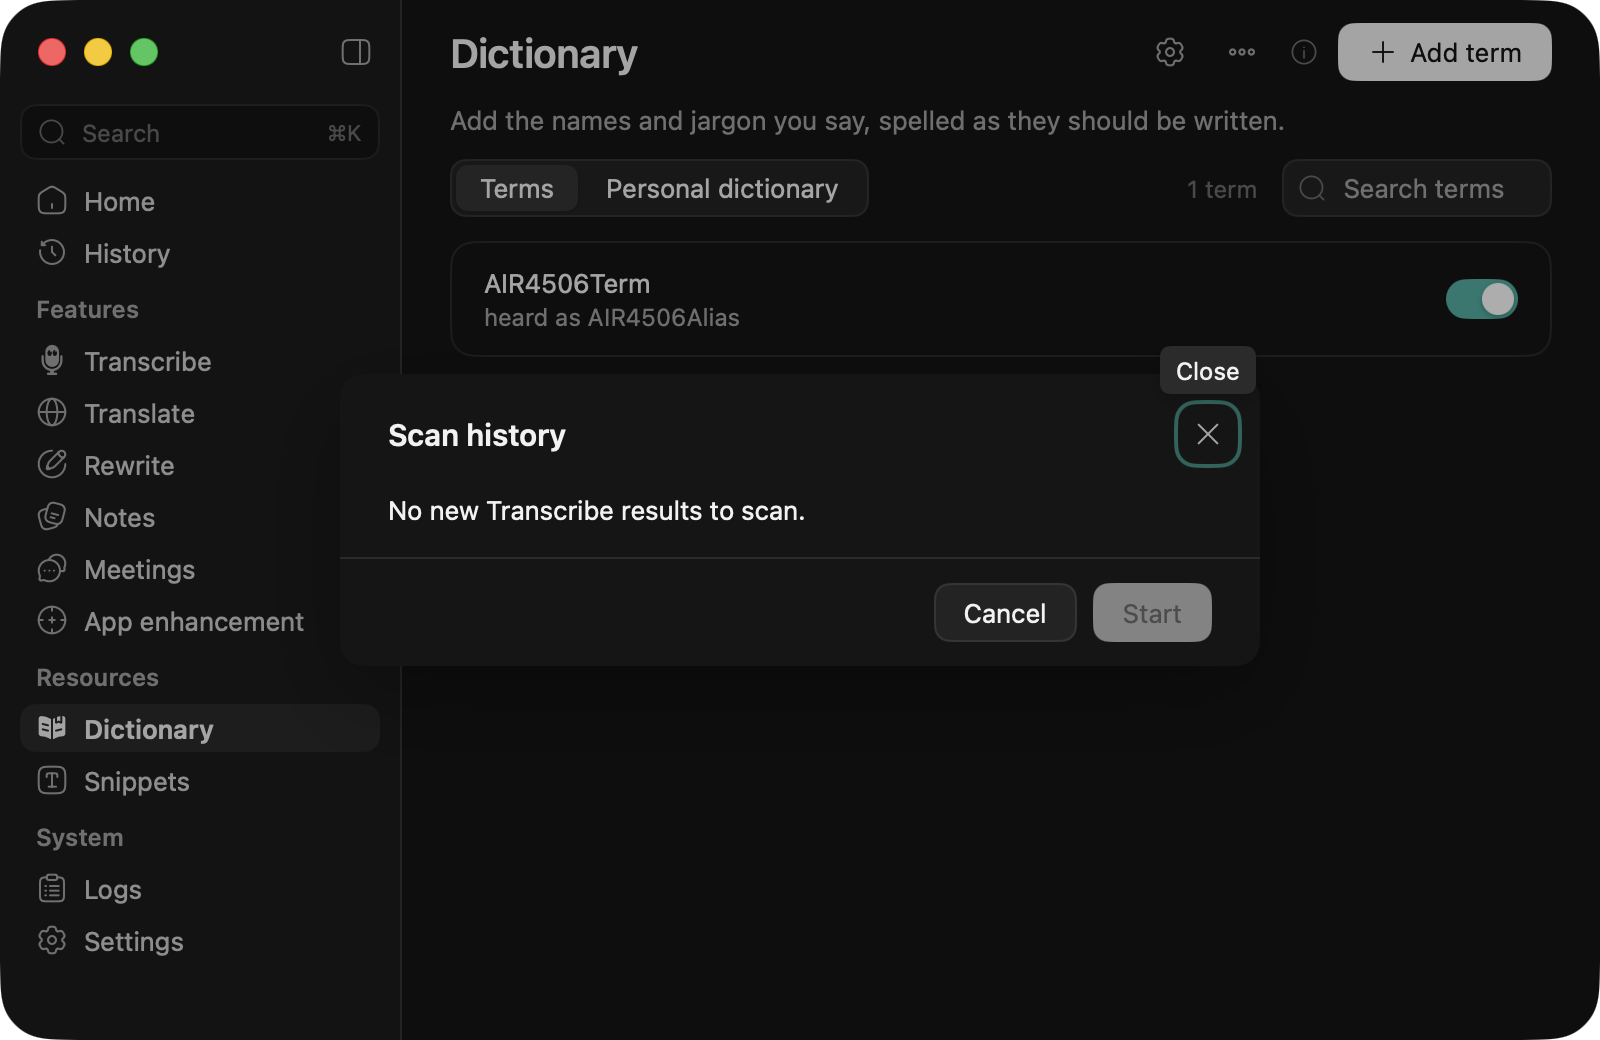 Search ⌘K
Home
History
Features
Transcribe
Translate
Rewrite
Notes
Meetings
App enhancement
Resources
Dictionary
Snippets
System
Logs
Settings
Dictionary
Add term
Add the names and jargon you say, spelled as they should be written.
Terms Personal dictionary 1 term Search terms
AIR4506Term
heard as AIR4506Alias
Close
Scan history
No new Transcribe results to scan.
Cancel Start